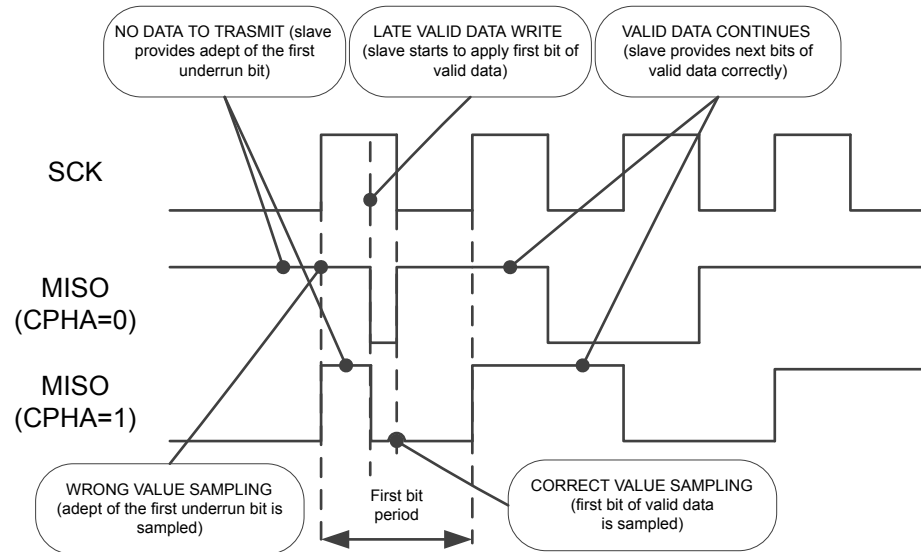 NO DATA TO TRASMIT (slave
provides adept of the first
underrun bit)
LATE VALID DATA WRITE
(slave starts to apply first bit of
valid data)
VALID DATA CONTINUES
(slave provides next bits of
valid data correctly)
SCK
MISO
(CPHA=0)
MISO
(CPHA=1)
WRONG VALUE SAMPLING
(adept of the first underrun bit is
sampled)
First bit
period
CORRECT VALUE SAMPLING
(first bit of valid data
is sampled)